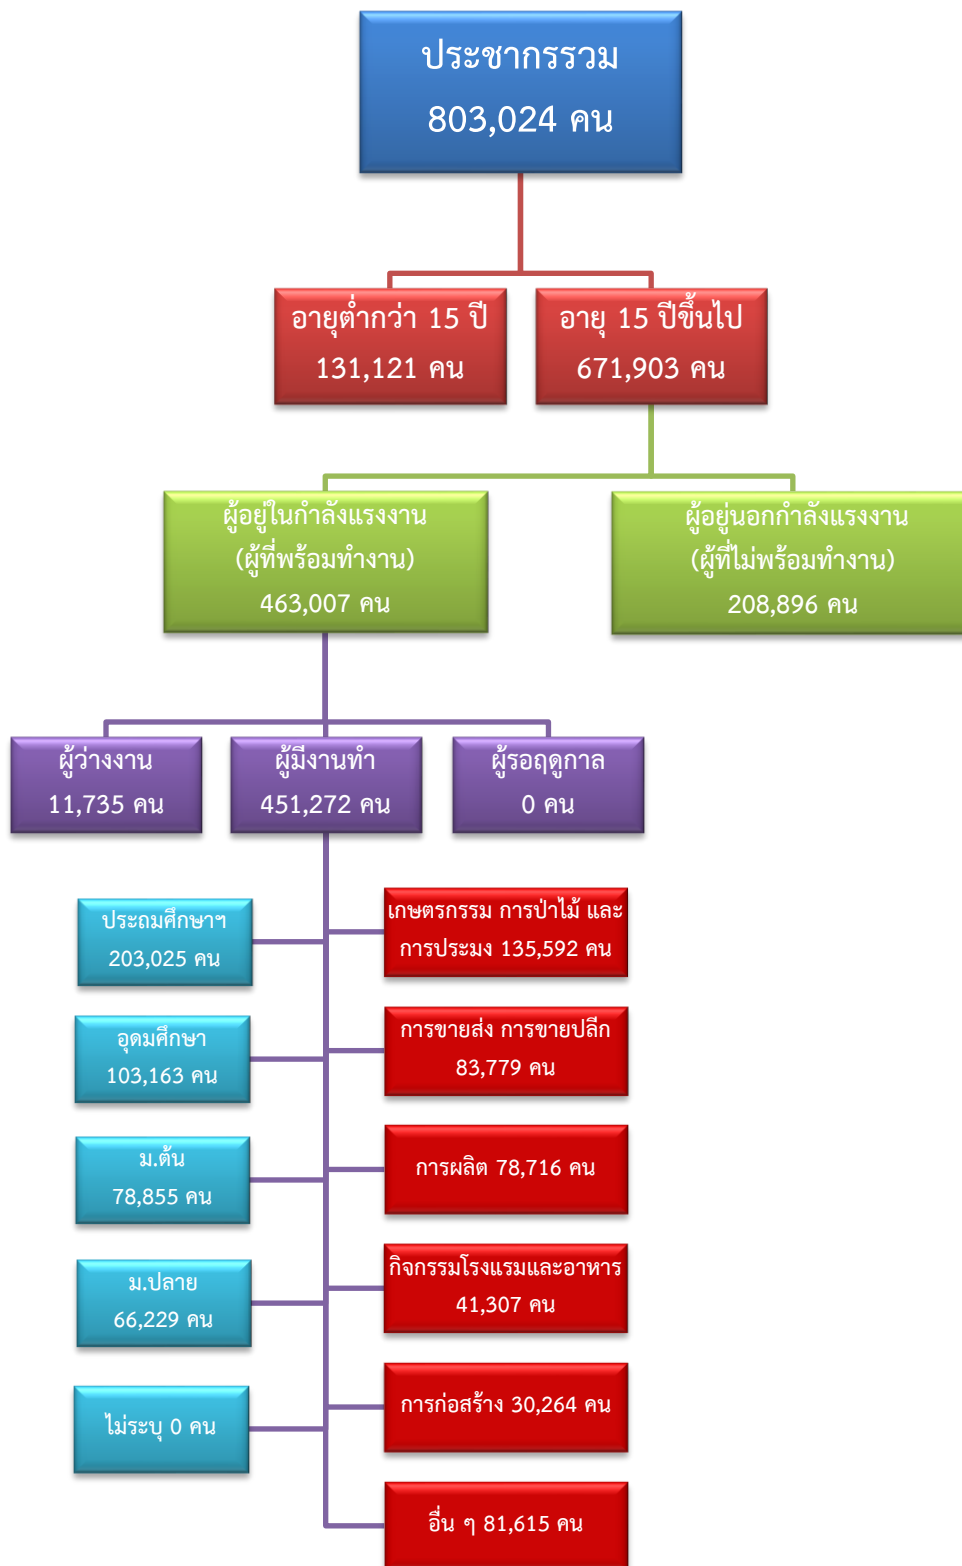 ประชากรรวม
803,024 คน
อายุต่ำกว่า 15 ปี
131,121 คน
อายุ 15 ปีขึ้นไป
671,903 คน
ผู้อยู่ในกำลังแรงงาน
(ผู้ที่พร้อมทำงาน)
463,007 คน
ผู้อยู่นอกกำลังแรงงาน
(ผู้ที่ไม่พร้อมทำงาน)
208,896 คน
ผู้ว่างงาน
11,735 คน
ผู้มีงานทำ
451,272 คน
ผู้รอฤดูกาล
0 คน
ประถมศึกษาฯ
203,025 คน
อุดมศึกษา
103,163 คน
ม.ต้น
78,855 คน
ม.ปลาย
66,229 คน
ไม่ระบุ 0 คน
เกษตรกรรม การป่าไม้ และ
การประมง 135,592 คน
การขายส่ง การขายปลีก
83,779 คน
การผลิต 78,716 คน
กิจกรรมโรงแรมและอาหาร
41,307 คน
การก่อสร้าง 30,264 คน
อื่น ๆ 81,615 คน